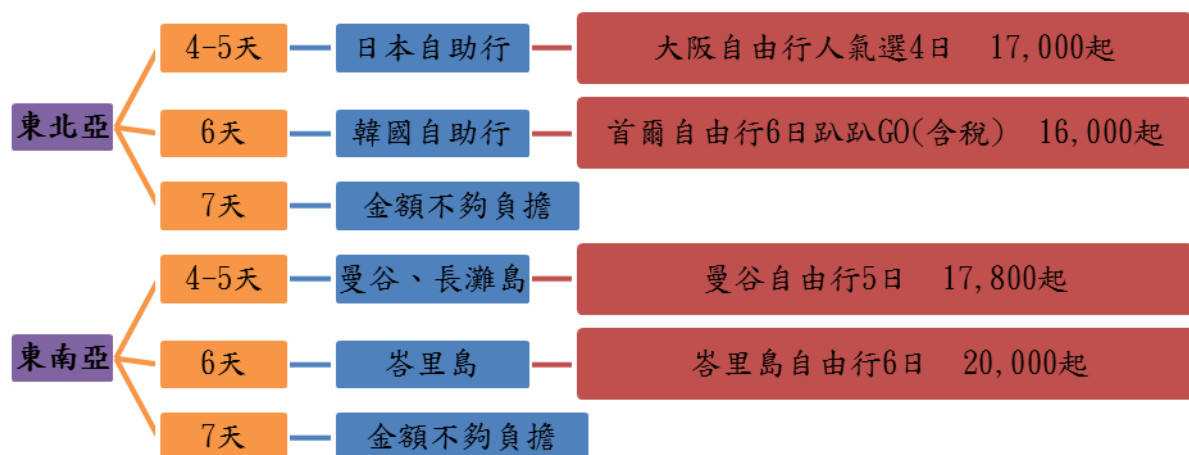 東北亞
4-5天
日本自助行
大阪自由行人氣選4日 17,000起
6天
韓國自助行
首爾自由行6日趴趴GO(含稅) 16,000起
7天
金額不夠負擔
東南亞
4-5天
曼谷、長灘島
曼谷自由行5日 17,800起
6天
峇里島
峇里島自由行6日 20,000起
7天
金額不夠負擔